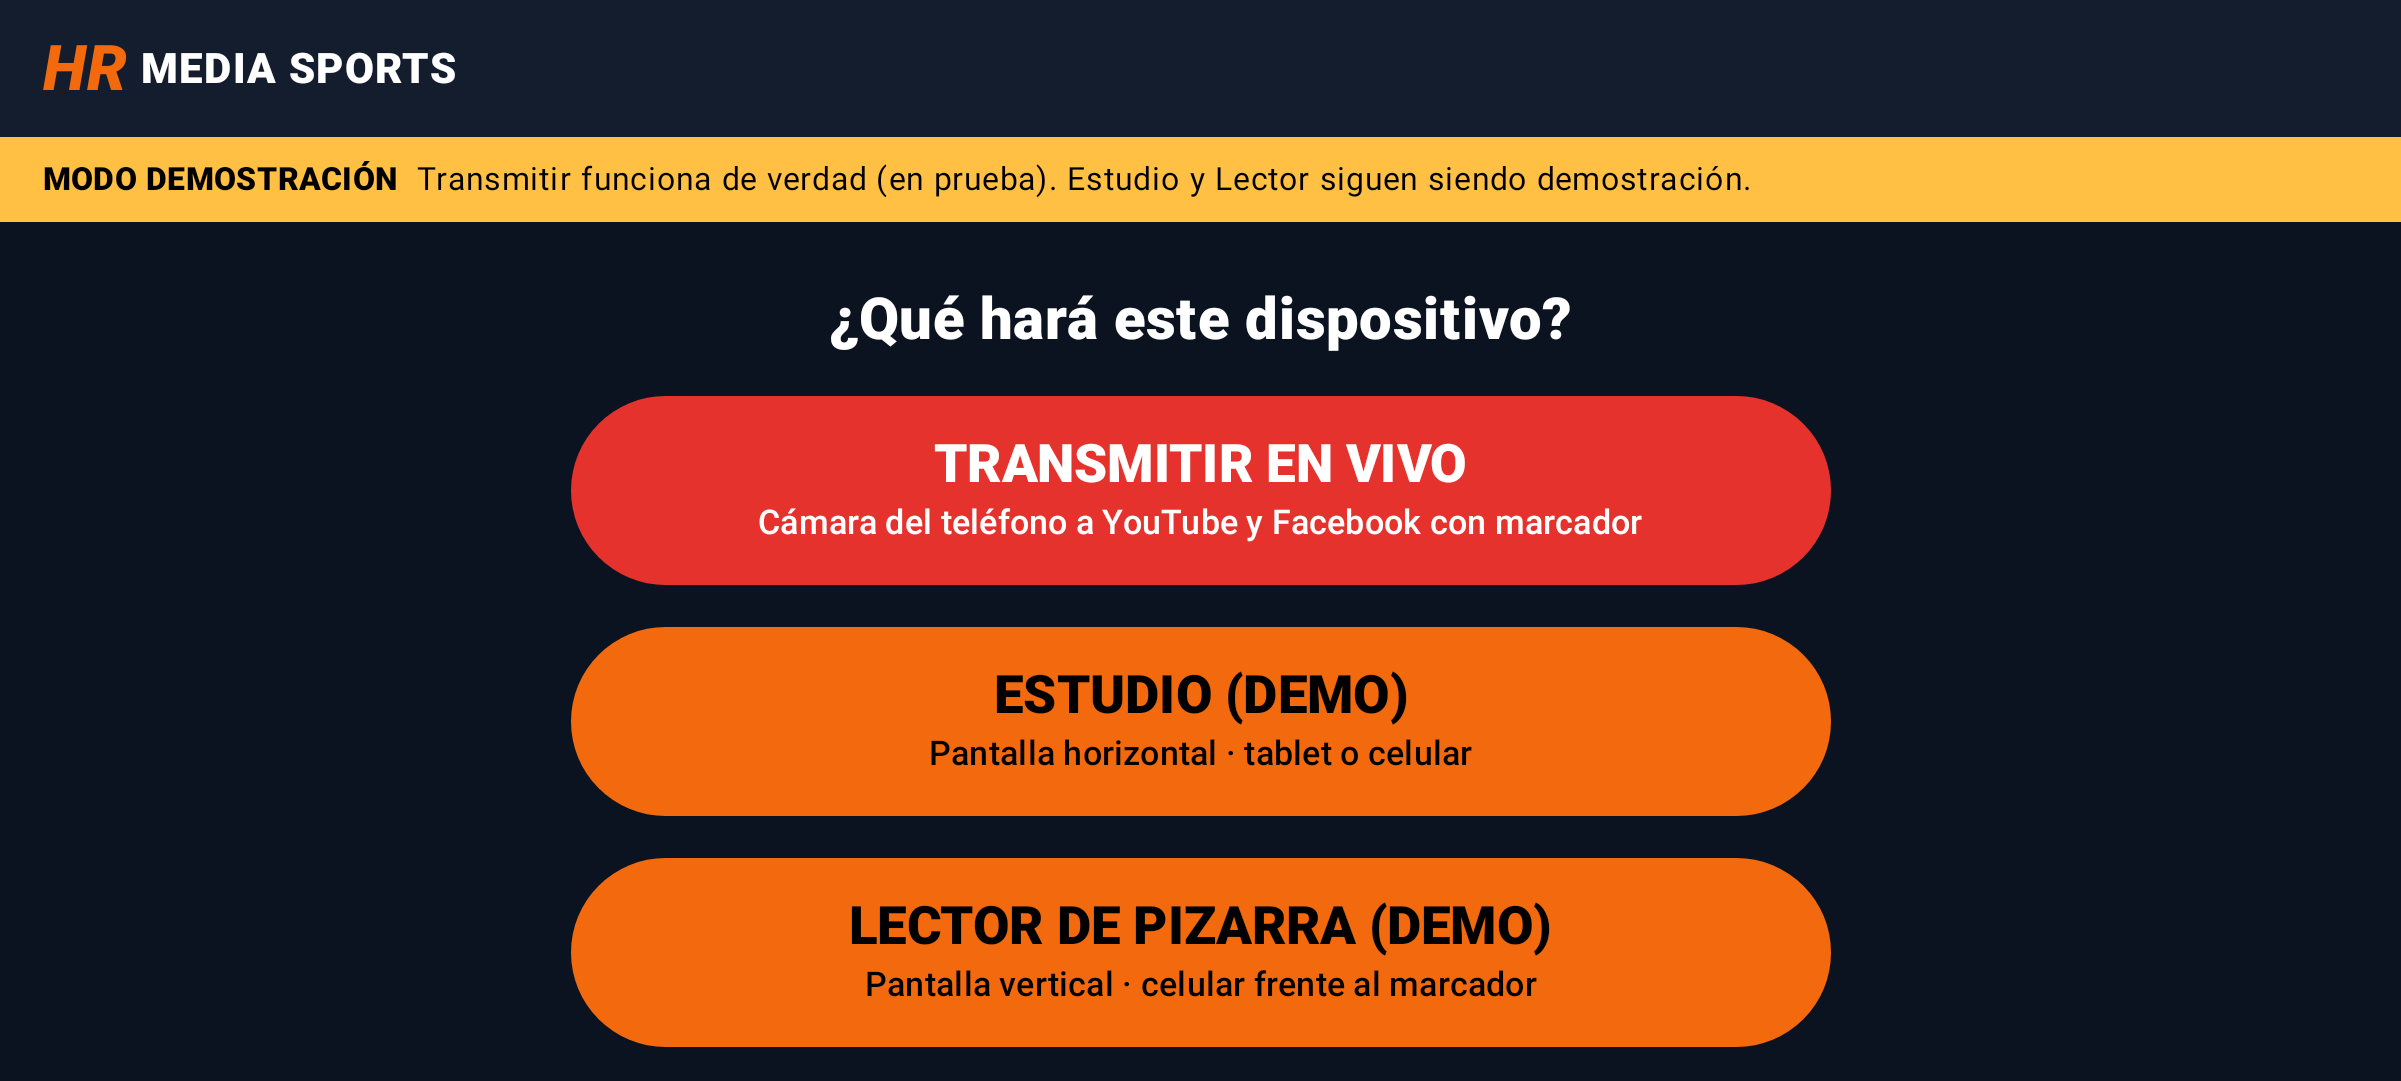 HR MEDIA SPORTS
MODO DEMOSTRACIÓN Transmitir funciona de verdad (en prueba). Estudio y Lector siguen siendo demostración.
¿Qué hará este dispositivo?
TRANSMITIR EN VIVO
Cámara del teléfono a YouTube y Facebook con marcador
ESTUDIO (DEMO)
Pantalla horizontal · tablet o celular
LECTOR DE PIZARRA (DEMO)
Pantalla vertical · celular frente al marcador